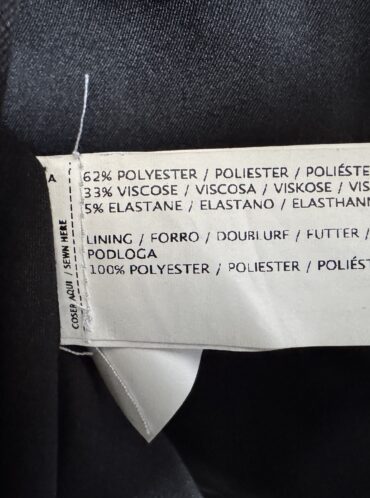 A
62% POLYESTER / POLIESTER / POLIÉSTE
33% VISCOSE / VISCOSA / VISKOSE / VIS
5% ELASTANE / ELASTANO / ELASTHANN
LINING / FORRO / DOUBLURE / FUTTER /
PODLOGA
100% POLYESTER / POLIESTER / POLIÉS
COSER AQUI / SEWN HERE